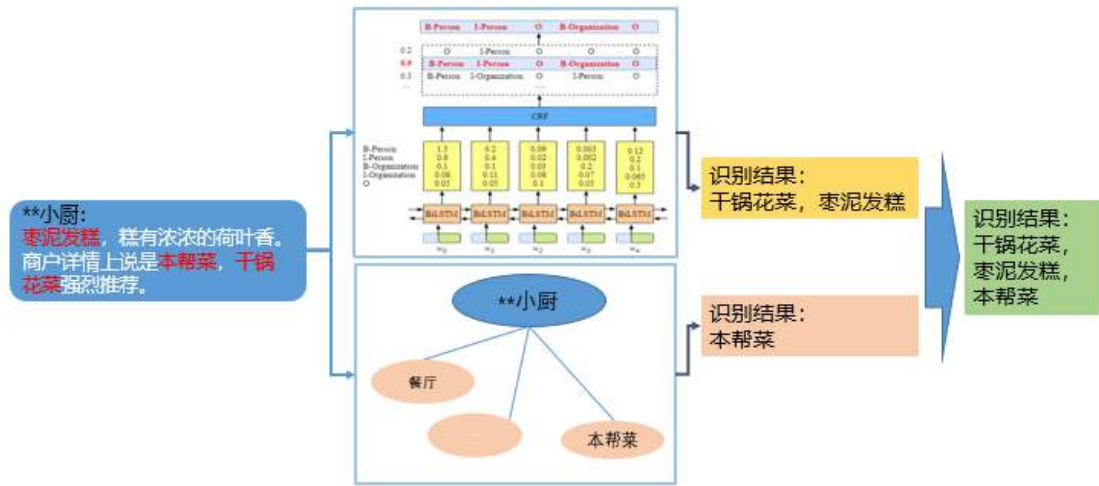 **小厨：
枣泥发糕，糕有浓浓的荷叶香。
商户详情上说是本帮菜，干锅
花菜强烈推荐。
B-Person I-Person O B-Organization O
0.2 O I-Person O O O
0.9 B-Person I-Person O B-Organization O
0.3 B-Person I-Organization O I-Person O
CRF
B-Person 1.5 0.2 0.09 0.003 0.12
I-Person 0.9 0.4 0.02 0.002 0.2
B-Organization 0.1 0.1 0.03 0.2 0.1
I-Organization 0.08 0.11 0.08 0.07 0.065
O 0.05 0.05 0.1 0.05 0.5
BiLSTM BiLSTM BiLSTM BiLSTM BiLSTM
**小厨
餐厅
本帮菜
识别结果：
干锅花菜，枣泥发糕
识别结果：
本帮菜
识别结果：
干锅花菜，
枣泥发糕，
本帮菜